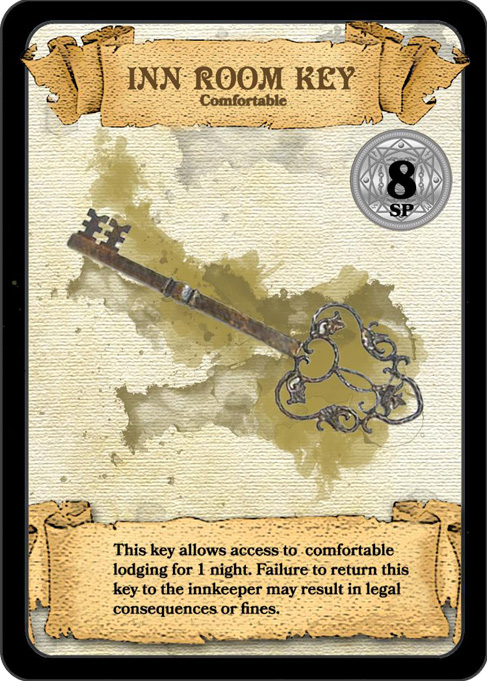 INN ROOM KEY
Comfortable
8
SP
This key allows access to comfortable
lodging for 1 night. Failure to return this
key to the innkeeper may result in legal
consequences or fines.